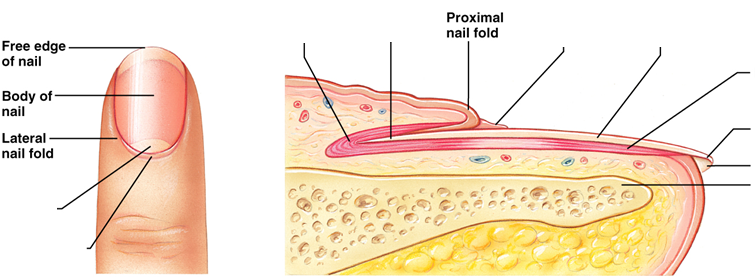 Free edge
of nail
Body of
nail
Lateral
nail fold
Proximal
nail fold